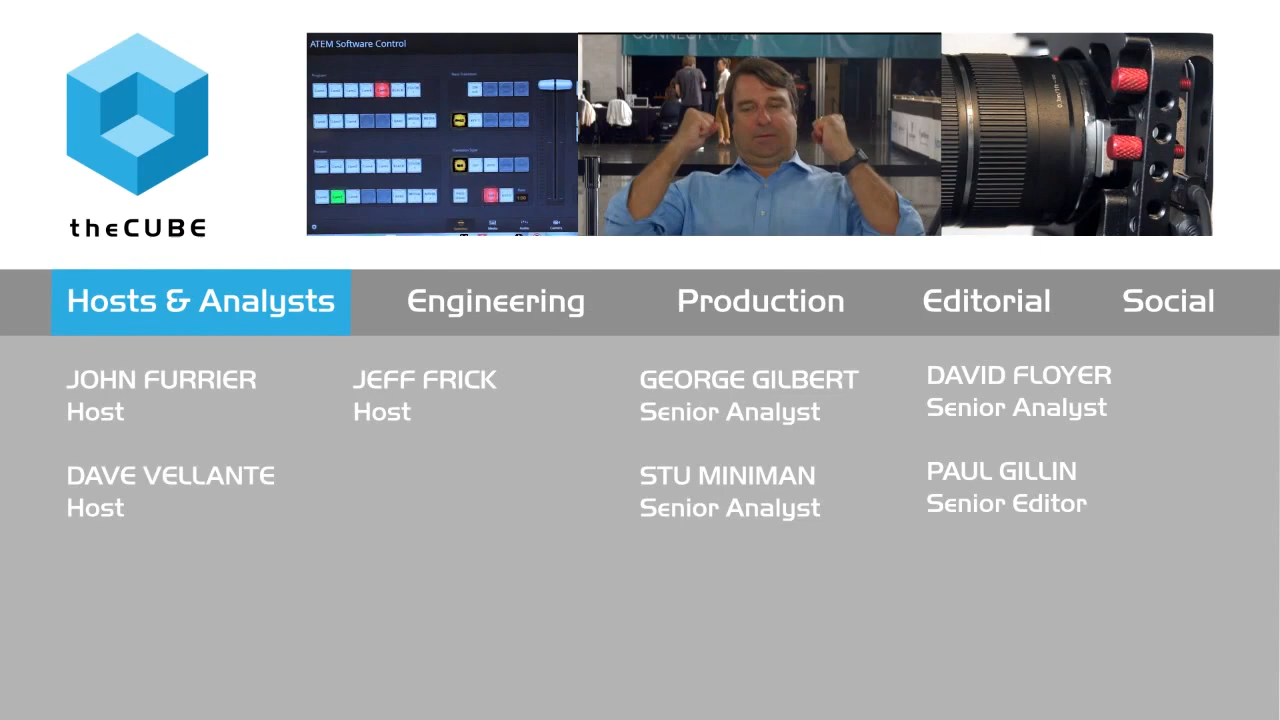 theCUBE
ATEM Software Control
Hosts & Analysts
Engineering
Production
Editorial
Social
JOHN FURRIER
Host
JEFF FRICK
Host
GEORGE GILBERT
Senior Analyst
DAVID FLOYER
Senior Analyst
DAVE VELLANTE
Host
STU MINIMAN
Senior Analyst
PAUL GILLIN
Senior Editor